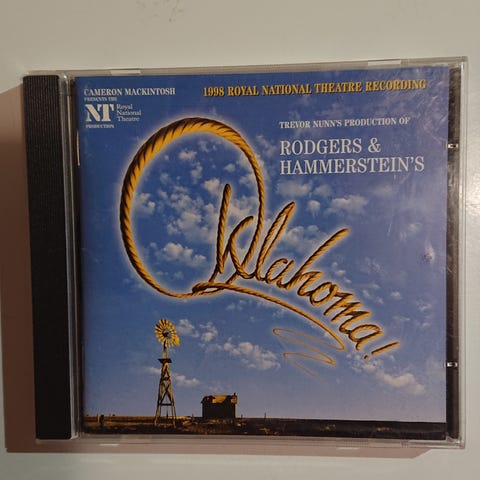 CAMERON MACKINTOSH
PRESENTS THE
NT Royal
National
Theatre
PRODUCTION
1998 ROYAL NATIONAL THEATRE RECORDING
TREVOR NUNN'S PRODUCTION OF
RODGERS &
HAMMERSTEIN'S
Oklahoma!